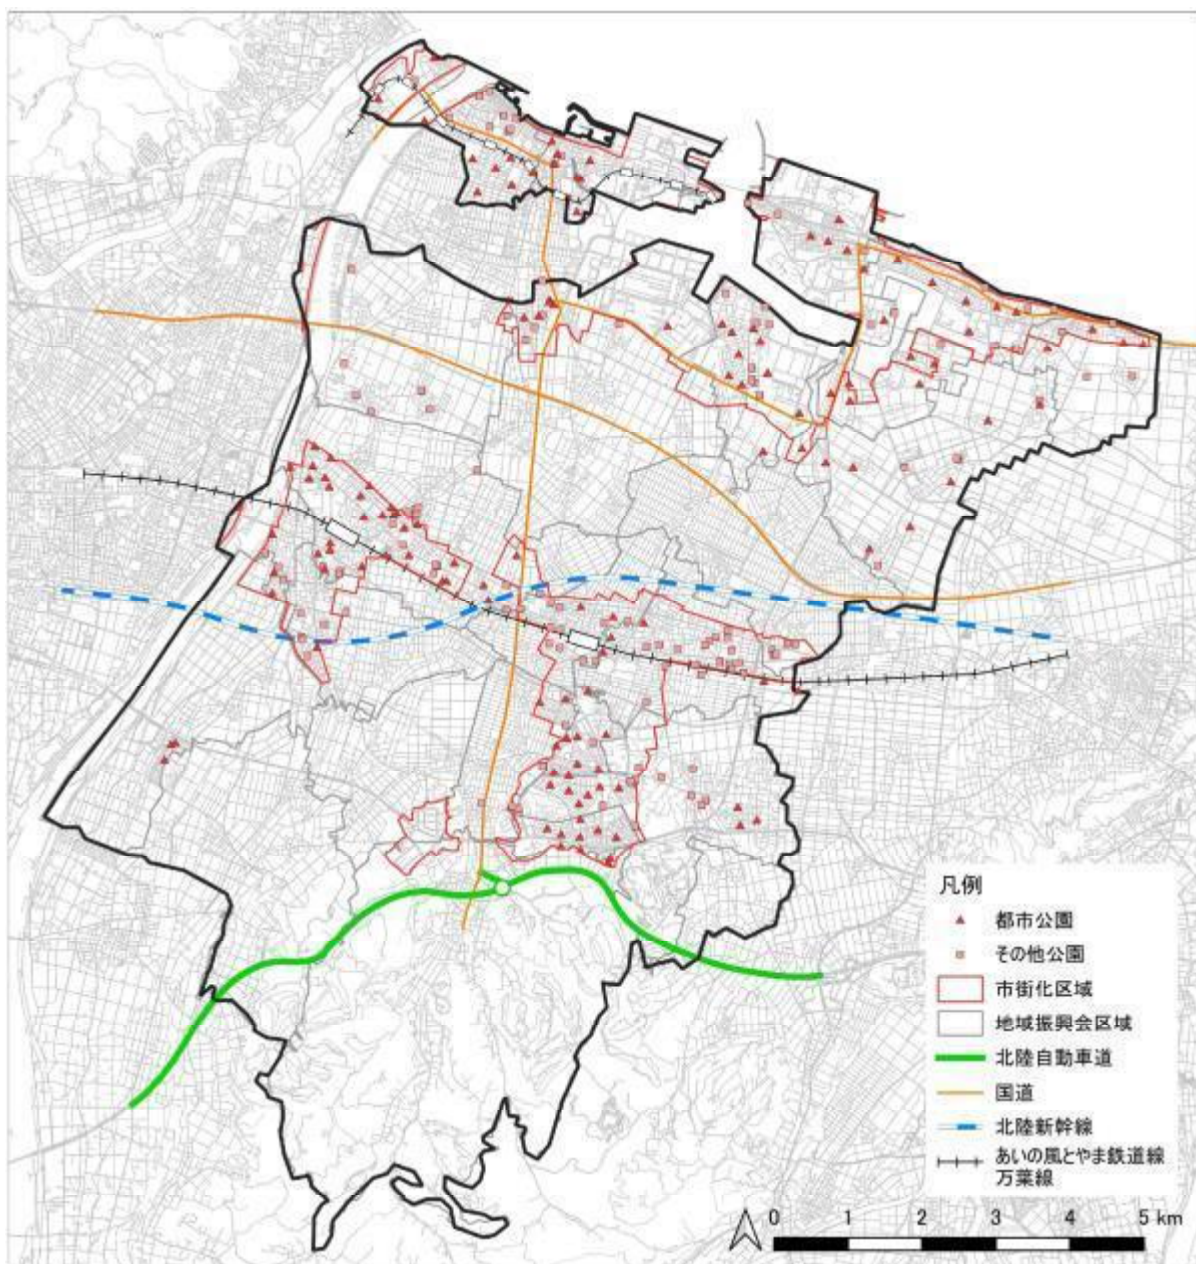 凡例
都市公園
その他公園
市街化区域
地域振興会区域
北陸自動車道
国道
北陸新幹線
あいの風とやま鉄道線
万葉線
0 1 2 3 4 5 km